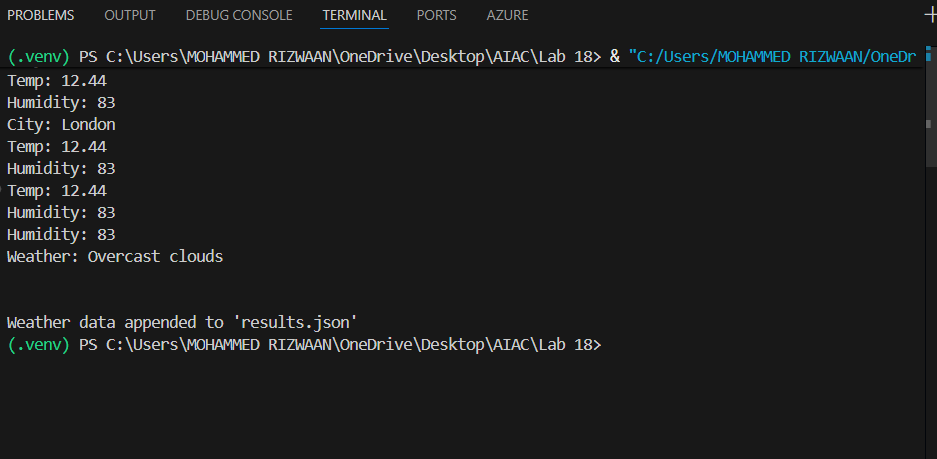 PROBLEMS OUTPUT DEBUG CONSOLE TERMINAL PORTS AZURE
(.venv) PS C:\Users\MOHAMMED RIZWAAN\OneDrive\Desktop\AIAC\Lab 18> & "C:/Users/MOHAMMED RIZWAAN/OneDr
Temp: 12.44
Humidity: 83
City: London
Temp: 12.44
Humidity: 83
Temp: 12.44
Humidity: 83
Humidity: 83
Weather: Overcast clouds
Weather data appended to 'results.json'
(.venv) PS C:\Users\MOHAMMED RIZWAAN\OneDrive\Desktop\AIAC\Lab 18>